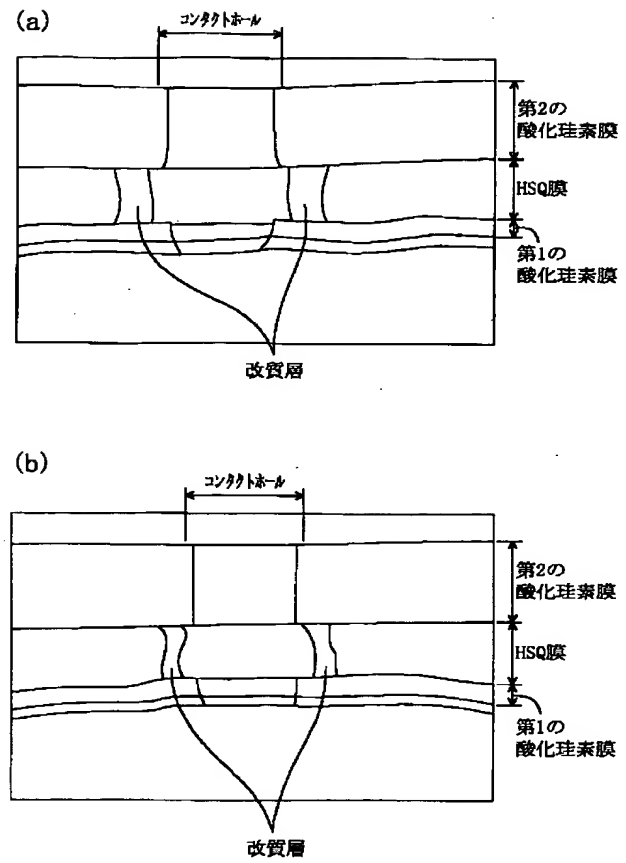 (a)
コンタクトホール
第2の
酸化珪素膜
HSQ膜
第1の
酸化珪素膜
改質層
(b)
コンタクトホール
第2の
酸化珪素膜
HSQ膜
第1の
酸化珪素膜
改質層